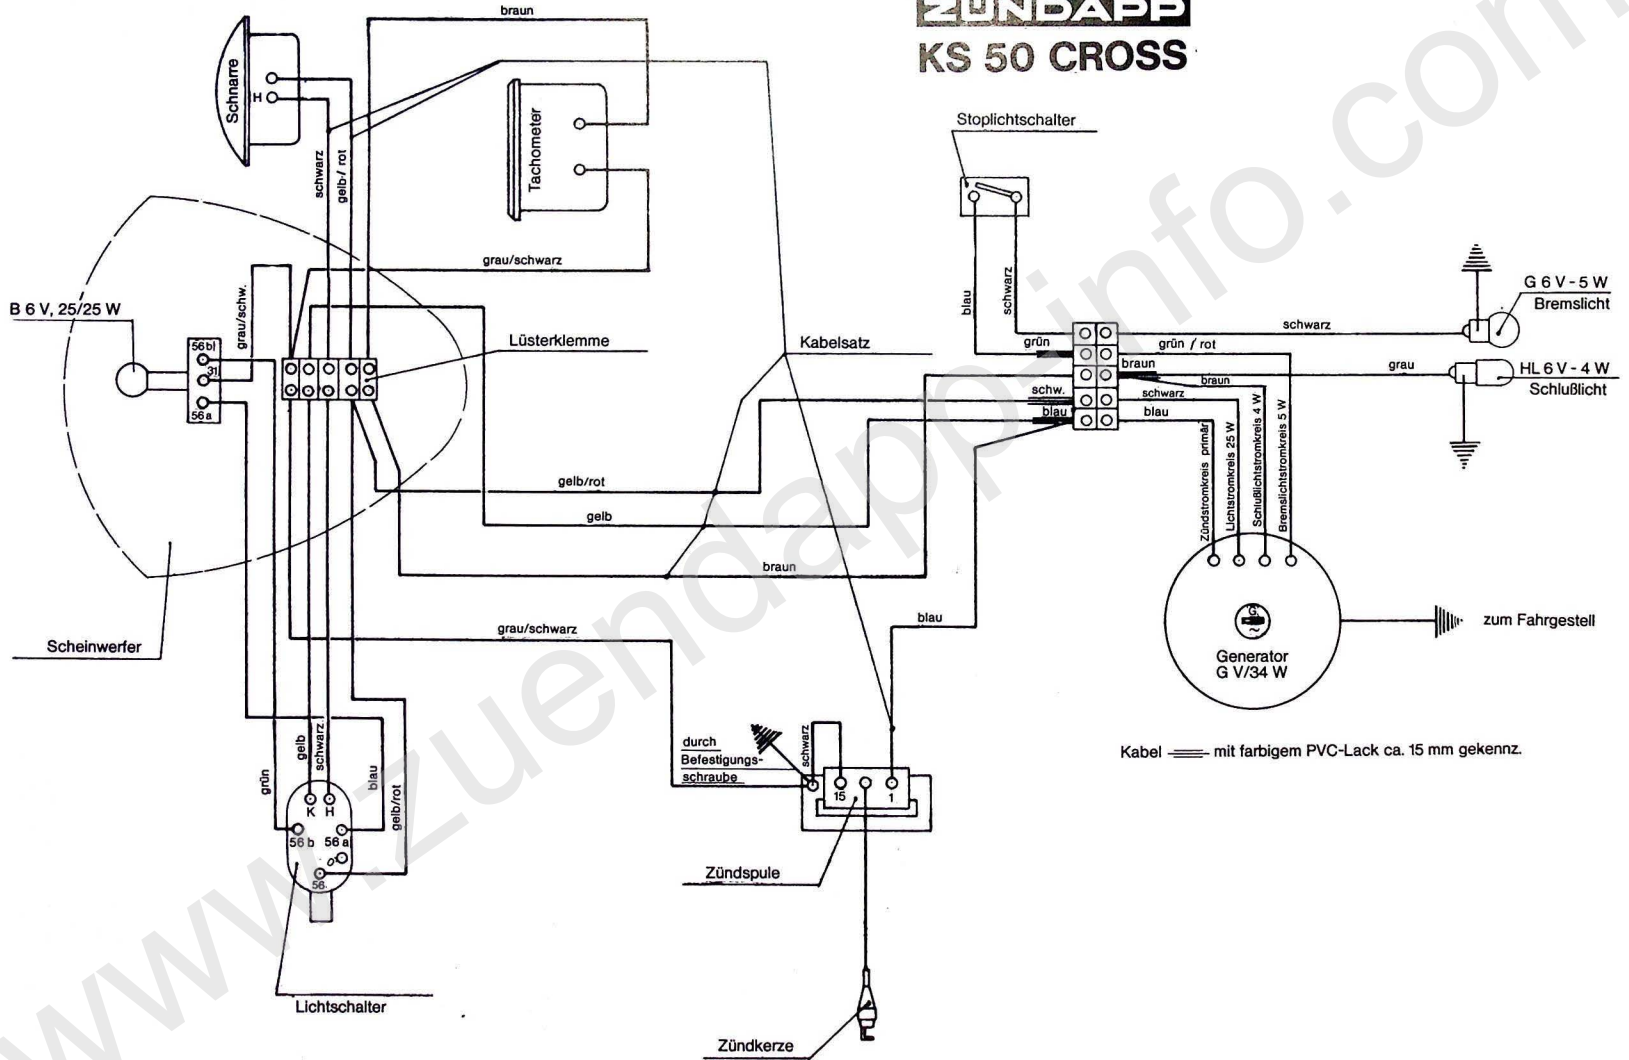 ZÜNDAPP
KS 50 CROSS
braun
Schnarre
H
schwarz
gelb / rot
Tachometer
grau/schwarz
Stoplichtschalter
blau
schwarz
B 6 V, 25/25 W
grau/schw.
56b
31
56a
Lüsterklemme
Kabelsatz
grün
schw.
blau
schwarz
grün / rot
braun
braun
schwarz
blau
grau
G 6 V - 5 W
Bremslicht
HL 6 V - 4 W
Schlußlicht
Zündstromkreis primär
Lichtstromkreis 25 W
Schlußlichtstromkreis 4 W
Bremslichtstromkreis 5 W
gelb/rot
gelb
braun
blau
grau/schwarz
Scheinwerfer
G
~
Generator
G V/34 W
zum Fahrgestell
Kabel mit farbigem PVC-Lack ca. 15 mm gekennz.
durch
Befestigungs-
schraube
schwarz
15
1
grün
gelb
schwarz
blau
gelb/rot
K H
56 b 56 a
0
56
Zündspule
Lichtschalter
Zündkerze
www.zuendapp-info.com